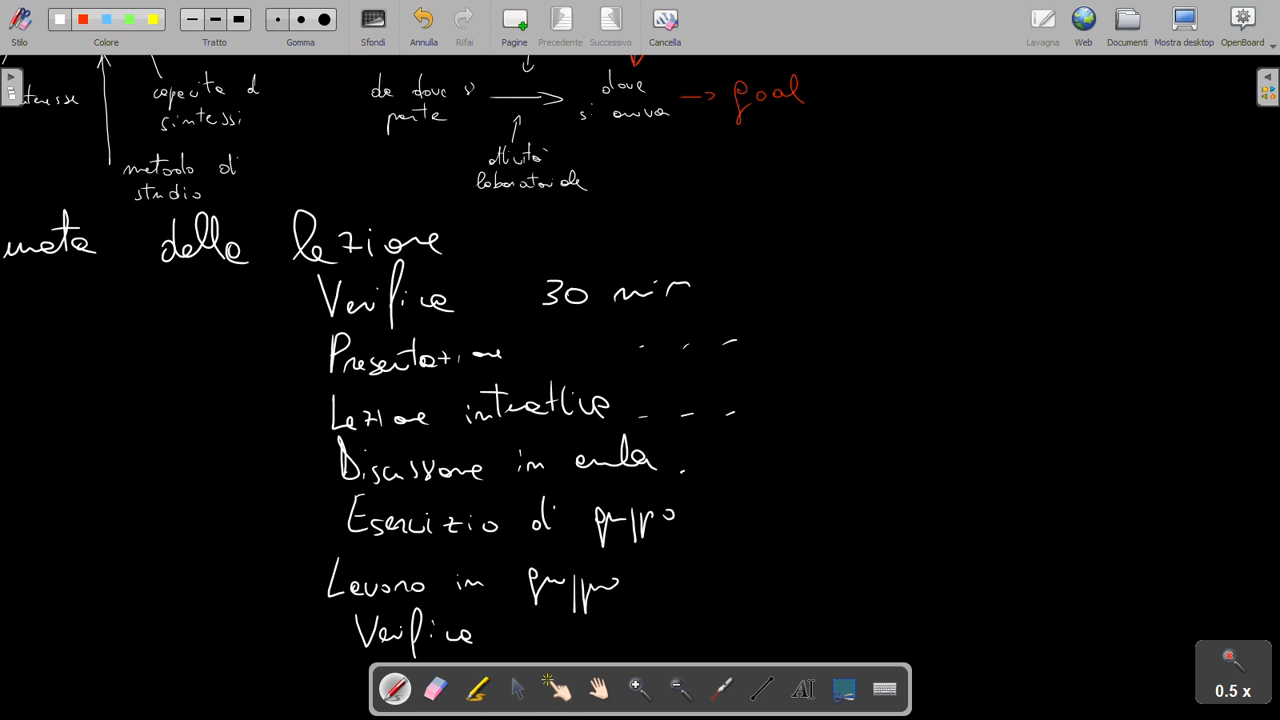 Stilo
Colore
Tratto
Gomma
Sfondi
Annulla
Rifai
Pagine
Precedente
Successivo
Cancella
Lavagna
Web
Documenti
Mostra desktop
OpenBoard
capacità di
sintessi
metodo di
studio
da dove si
parte
attività
laboratoriale
dove
si arriva
goal
della lezione
Verifica 30 min
Presentazione
Lezione interattiva
Discussione in aula
Esercizio di gruppo
Lavoro in gruppo
Verifica
0.5 x